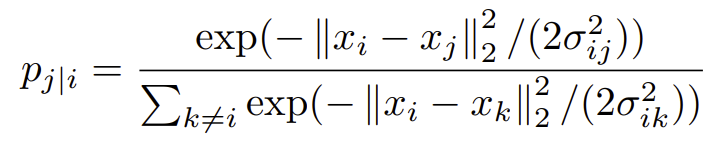 p_{j|i} = \frac{\exp(-\|x_i - x_j\|_2^2 / (2\sigma_{ij}^2))}{\sum_{k \neq i} \exp(-\|x_i - x_k\|_2^2 / (2\sigma_{ik}^2))}